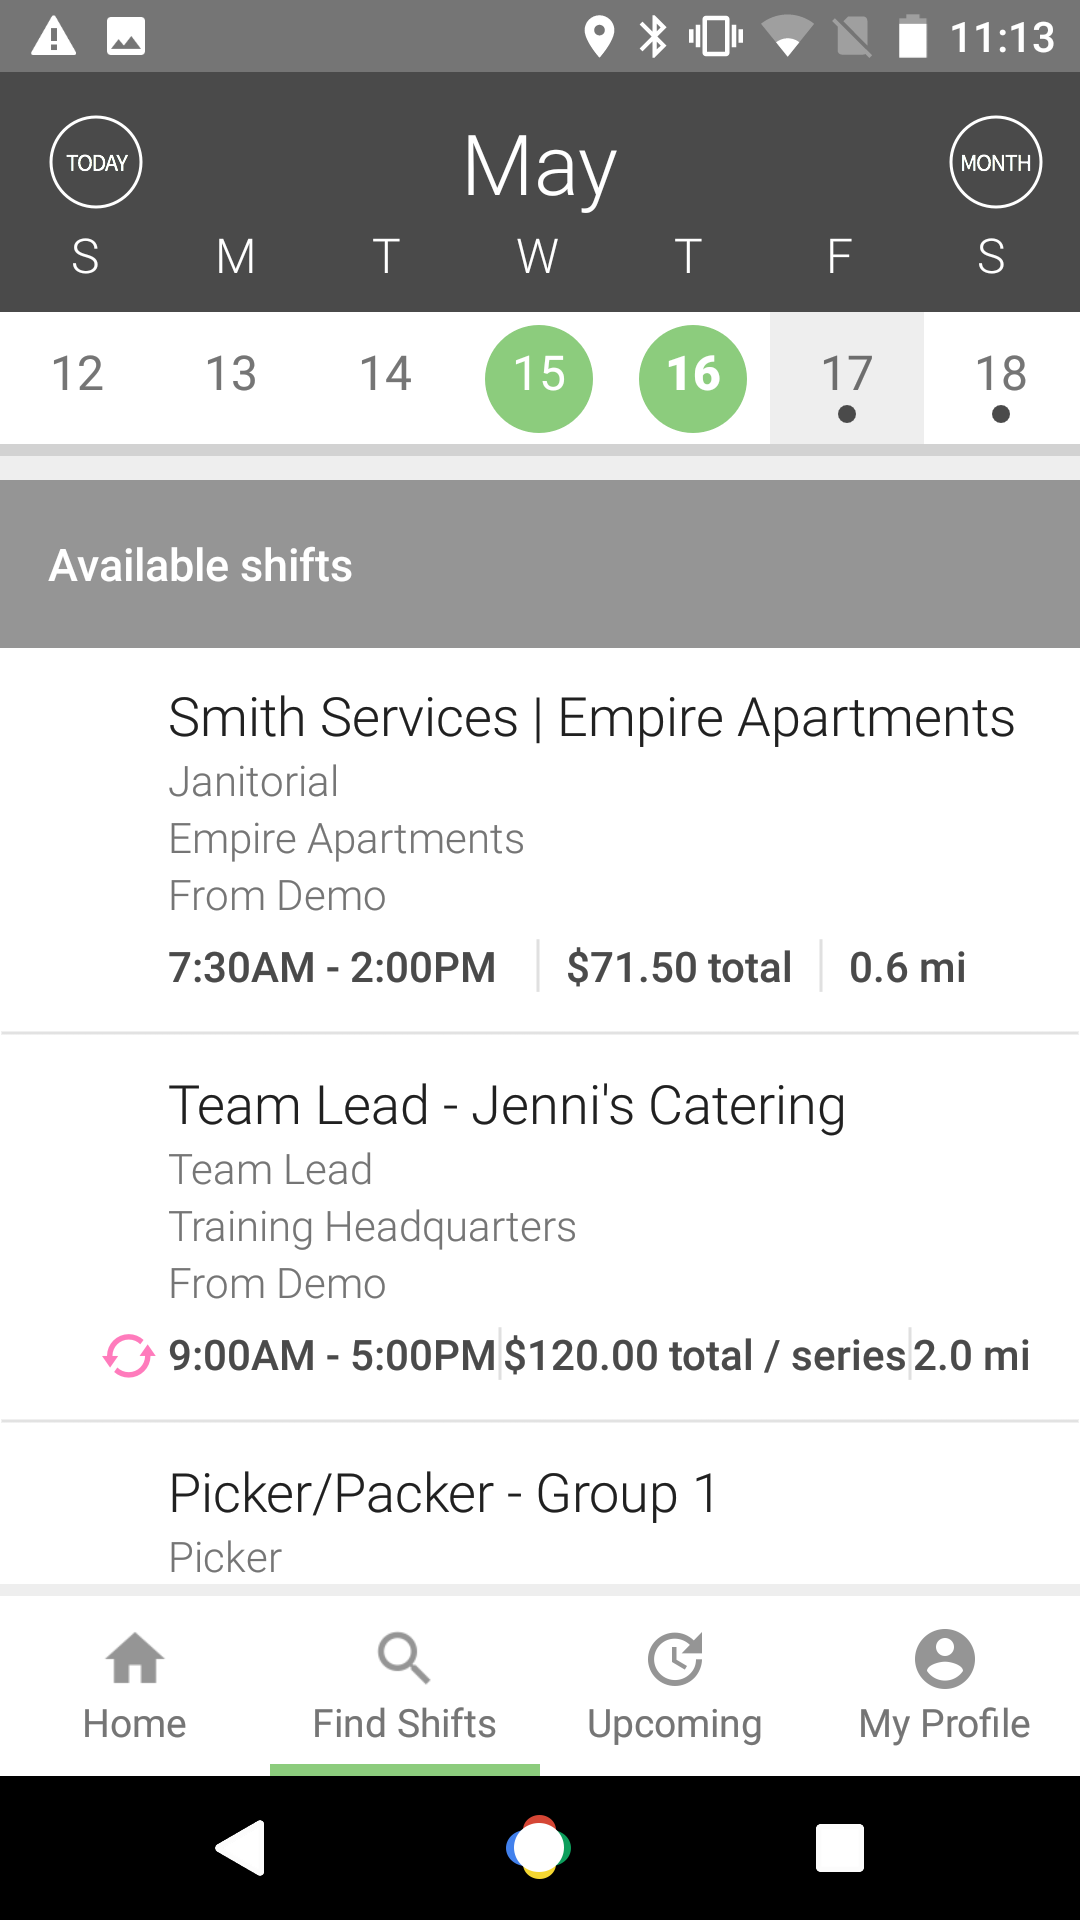 11:13
TODAY May MONTH
S M T W T F S
12 13 14 15 16 17 18
Available shifts
Smith Services | Empire Apartments
Janitorial
Empire Apartments
From Demo
7:30AM - 2:00PM $71.50 total 0.6 mi
Team Lead - Jenni's Catering
Team Lead
Training Headquarters
From Demo
9:00AM - 5:00PM $120.00 total / series 2.0 mi
Picker/Packer - Group 1
Picker
Home Find Shifts Upcoming My Profile